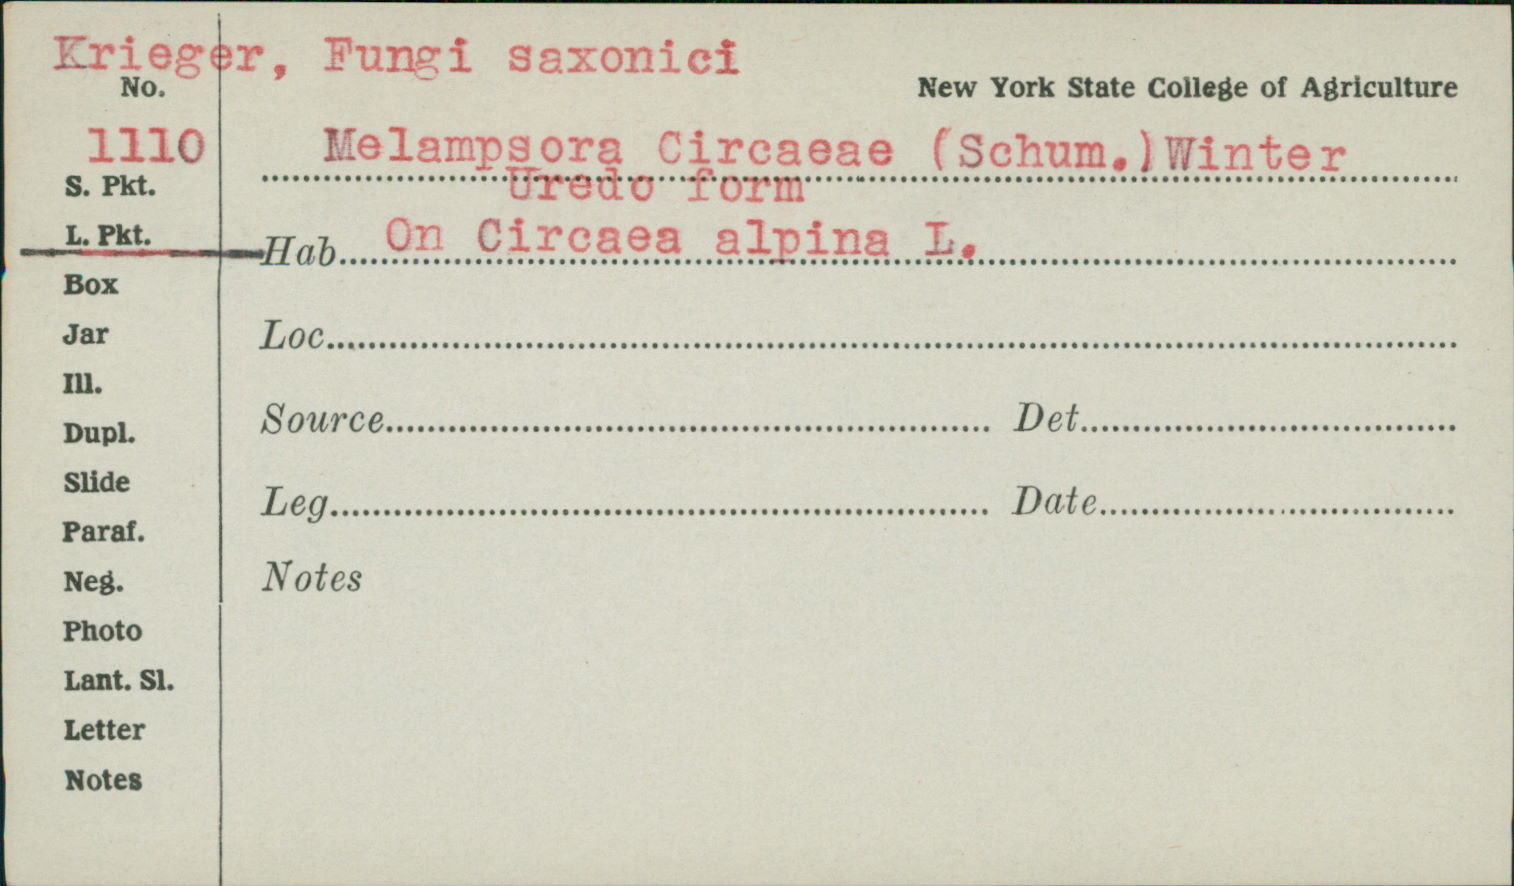 Krieger, Fungi saxonici
No.
New York State College of Agriculture
1110
Melampsora Circaeae (Schum.)Winter
S. Pkt.
Uredo form
L. Pkt.
Hab. On Circaea alpina L.
Box
Jar
Loc.
Ill.
Dupl.
Source
Det.
Slide
Leg.
Date
Paraf.
Neg.
Notes
Photo
Lant. Sl.
Letter
Notes